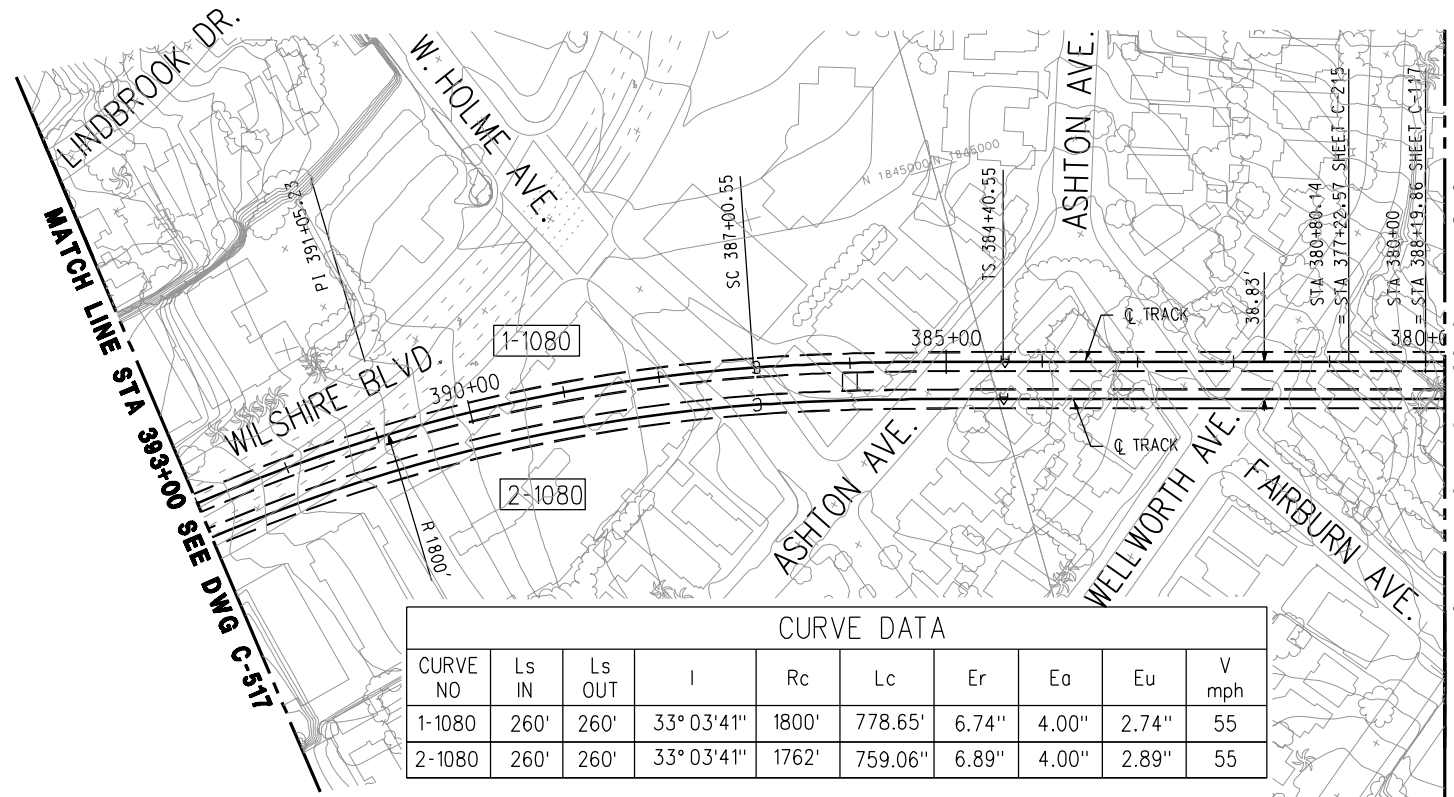 LINDBROOK DR.
W. HOLME AVE.
ASHTON AVE.
N 1845000
N 1845000
PI 391+05.23
SC 387+00.55
TS 384+40.55
38.83'
STA 380+80.14
= STA 377+22.57 SHEET C-215
STA 380+00
= STA 388+19.86 SHEET C-117
MATCH LINE STA 393+00 SEE DWG C-517
WILSHIRE BLVD.
1-1080
390+00
385+00
℄ TRACK
2-1080
R 1800'
ASHTON AVE.
℄ TRACK
WELLWORTH AVE.
FAIRBURN AVE.
CURVE DATA
CURVE NO Ls IN Ls OUT I Rc Lc Er Ea Eu V mph
1-1080 260' 260' 33° 03'41" 1800' 778.65' 6.74" 4.00" 2.74" 55
2-1080 260' 260' 33° 03'41" 1762' 759.06' 6.89" 4.00" 2.89" 55